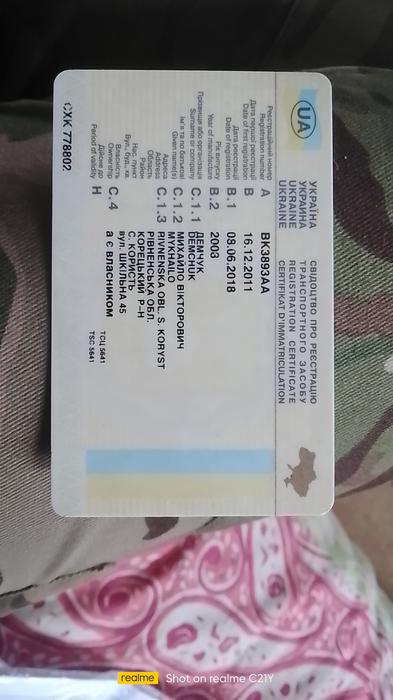 UA
УКРАЇНА
УКРАИНА
UKRAINE
UKRAINE
СВІДОЦТВО ПРО РЕЄСТРАЦІЮ
ТРАНСПОРТНОГО ЗАСОБУ
REGISTRATION CERTIFICATE
CERTIFIKAT D'IMMATRICULATION
Реєстраційний номер
Registration number
A ВК3893АА
Дата першої реєстрації
Date of first registration
B 16.12.2011
Дата реєстрації
Date of registration
B.1 08.06.2018
Рік випуску
Year of manufacture
B.2 2003
Прізвище або організація
Surname or company
C.1.1 ДЕМЧУК
DEMCHUK
Ім'я та по батькові
Given name(s)
C.1.2 МИХАЙЛО ВІКТОРОВИЧ
MYKHAILO
Адреса
Address
C.1.3 RIVNENSKA OBL. S. KORYST
Область
РІВНЕНСЬКА ОБЛ.
Район
КОРЕЦЬКИЙ Р-Н
Нас. пункт
С. КОРИСТЬ
Вул., буд., кв.
ВУЛ. ШКІЛЬНА 45
Власність
Ownership
C.4 а є власником
Дійсне до
Period of validity
H
ТСЦ 5641
TSC 5641
СХК 778802
realme Shot on realme C21Y